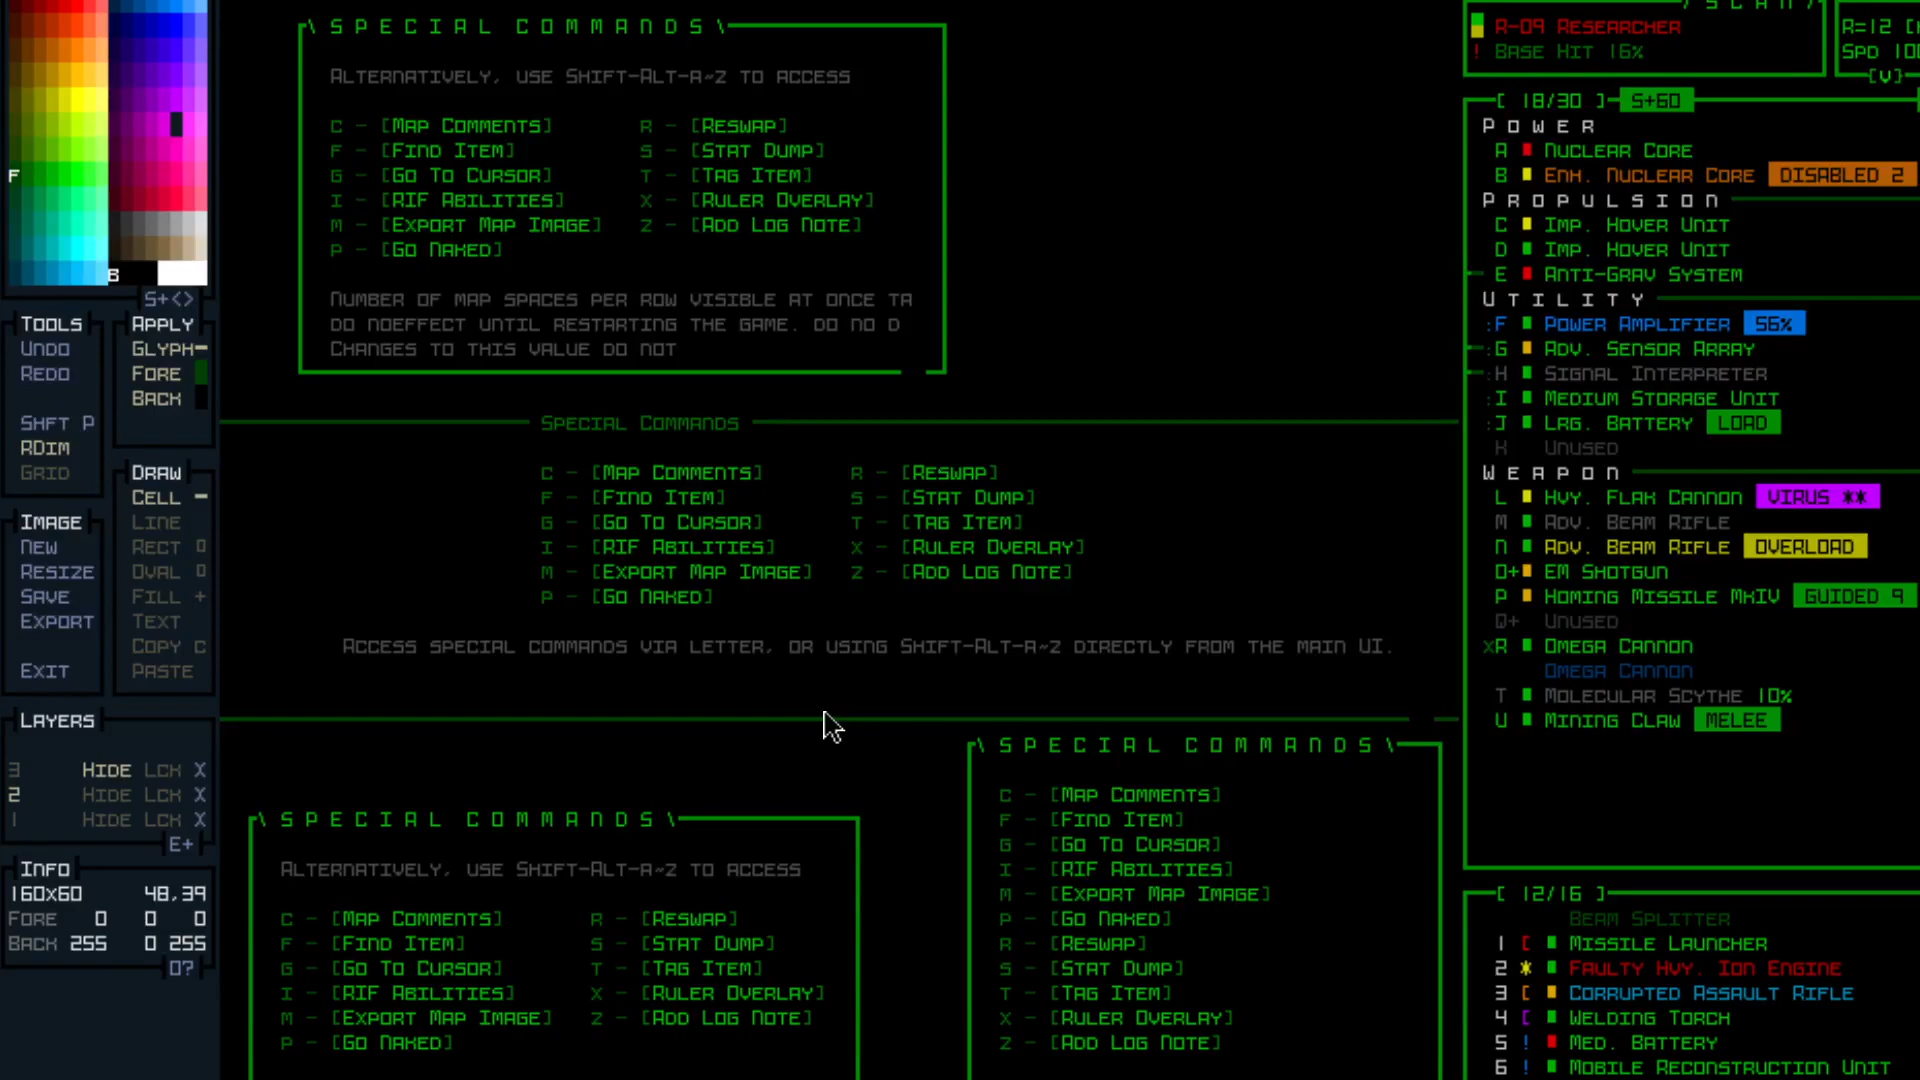 F
B
S+<>
TOOLS
UNDO
REDO
SHFT P
RDIM
GRID
APPLY
GLYPH
FORE
BACK
DRAW
CELL
LINE
RECT O
OVAL O
FILL +
TEXT
COPY C
PASTE
IMAGE
NEW
RESIZE
SAVE
EXPORT
EXIT
LAYERS
3 HIDE LCK X
2 HIDE LCK X
1 HIDE LCK X
E+
INFO
160X60 48,39
FORE 0 0 0
BACK 255 0 255
O?
\ SPECIAL COMMANDS \
ALTERNATIVELY, USE SHIFT-ALT-A~Z TO ACCESS
C - [MAP COMMENTS] R - [RESWAP]
F - [FIND ITEM] S - [STAT DUMP]
G - [GO TO CURSOR] T - [TAG ITEM]
I - [RIF ABILITIES] X - [RULER OVERLAY]
M - [EXPORT MAP IMAGE] Z - [ADD LOG NOTE]
P - [GO NAKED]
NUMBER OF MAP SPACES PER ROW VISIBLE AT ONCE TA
DO NOEFFECT UNTIL RESTARTING THE GAME. DO NO D
CHANGES TO THIS VALUE DO NOT
SPECIAL COMMANDS
C - [MAP COMMENTS] R - [RESWAP]
F - [FIND ITEM] S - [STAT DUMP]
G - [GO TO CURSOR] T - [TAG ITEM]
I - [RIF ABILITIES] X - [RULER OVERLAY]
M - [EXPORT MAP IMAGE] Z - [ADD LOG NOTE]
P - [GO NAKED]
ACCESS SPECIAL COMMANDS VIA LETTER, OR USING SHIFT-ALT-A~Z DIRECTLY FROM THE MAIN UI.
\ SPECIAL COMMANDS \
ALTERNATIVELY, USE SHIFT-ALT-A~Z TO ACCESS
C - [MAP COMMENTS] R - [RESWAP]
F - [FIND ITEM] S - [STAT DUMP]
G - [GO TO CURSOR] T - [TAG ITEM]
I - [RIF ABILITIES] X - [RULER OVERLAY]
M - [EXPORT MAP IMAGE] Z - [ADD LOG NOTE]
P - [GO NAKED]
\ SPECIAL COMMANDS \
C - [MAP COMMENTS]
F - [FIND ITEM]
G - [GO TO CURSOR]
I - [RIF ABILITIES]
M - [EXPORT MAP IMAGE]
P - [GO NAKED]
R - [RESWAP]
S - [STAT DUMP]
T - [TAG ITEM]
X - [RULER OVERLAY]
Z - [ADD LOG NOTE]
/ SCAN /
R-09 RESEARCHER
! BASE HIT 16%
R=12
SPD 100
[V]
[ 18/30 ] S+60
POWER
A NUCLEAR CORE
B ENH. NUCLEAR CORE DISABLED 2
PROPULSION
C IMP. HOVER UNIT
D IMP. HOVER UNIT
E ANTI-GRAV SYSTEM
UTILITY
:F POWER AMPLIFIER 56%
:G ADV. SENSOR ARRAY
:H SIGNAL INTERPRETER
:I MEDIUM STORAGE UNIT
:J LRG. BATTERY LOAD
K UNUSED
WEAPON
L HVY. FLAK CANNON VIRUS **
M ADV. BEAM RIFLE
N ADV. BEAM RIFLE OVERLOAD
O+ EM SHOTGUN
P HOMING MISSILE MKIV GUIDED 9
Q+ UNUSED
XR OMEGA CANNON
OMEGA CANNON
T MOLECULAR SCYTHE 10%
U MINING CLAW MELEE
[ 12/16 ]
BEAM SPLITTER
1 [ MISSILE LAUNCHER
2 * FAULTY HVY. ION ENGINE
3 [ CORRUPTED ASSAULT RIFLE
4 [ WELDING TORCH
5 ! MED. BATTERY
6 ! MOBILE RECONSTRUCTION UNIT